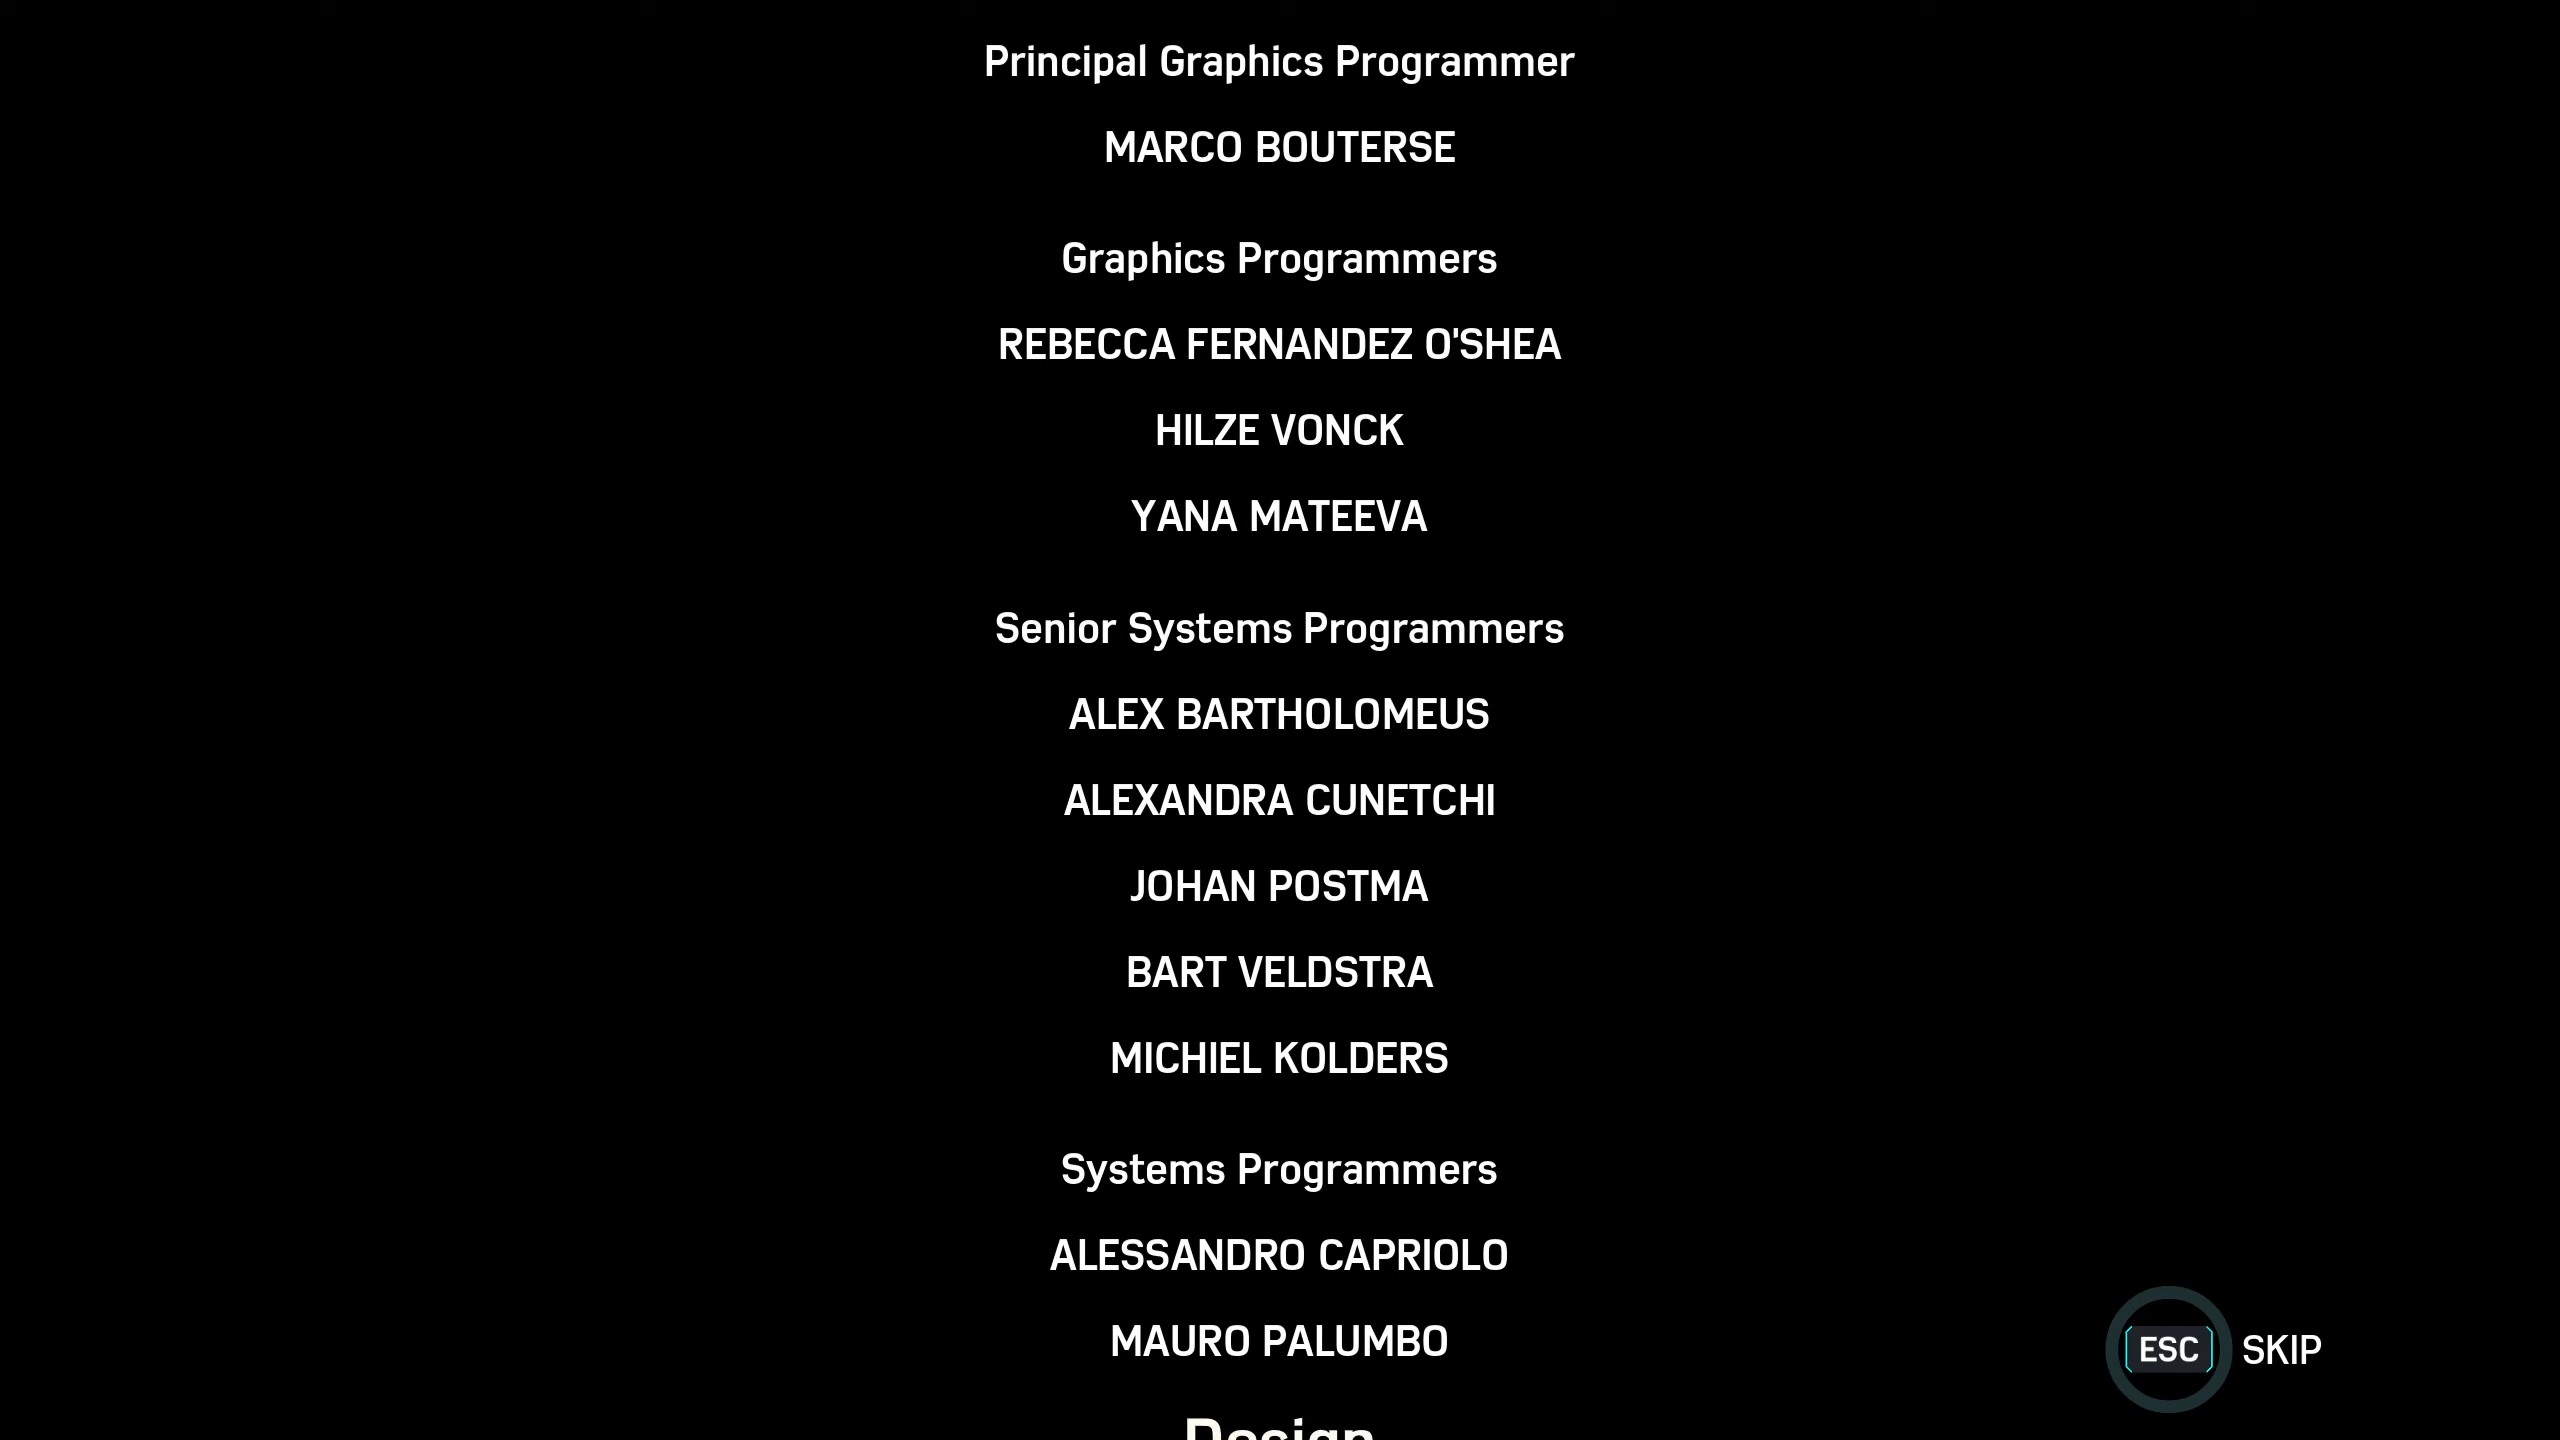 Principal Graphics Programmer
MARCO BOUTERSE
Graphics Programmers
REBECCA FERNANDEZ O'SHEA
HILZE VONCK
YANA MATEEVA
Senior Systems Programmers
ALEX BARTHOLOMEUS
ALEXANDRA CUNETCHI
JOHAN POSTMA
BART VELDSTRA
MICHIEL KOLDERS
Systems Programmers
ALESSANDRO CAPRIOLO
MAURO PALUMBO
ESC SKIP
Design